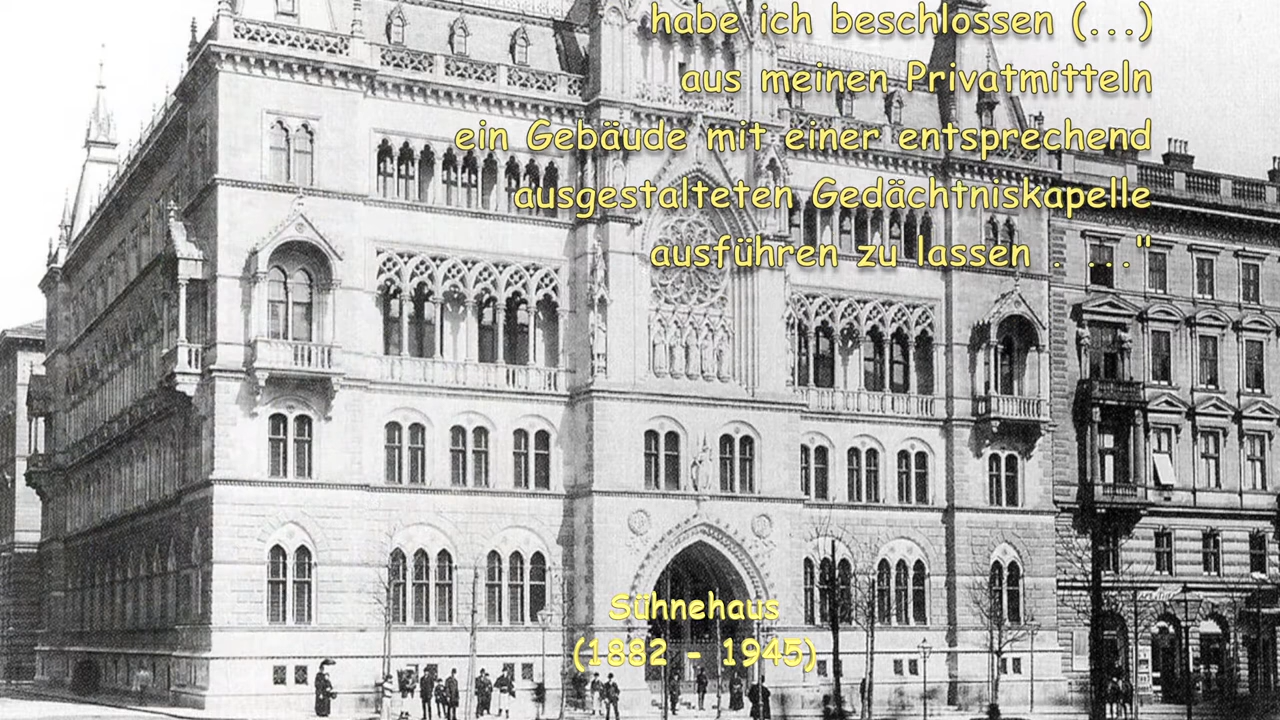 habe ich beschlossen (...)
aus meinen Privatmitteln
ein Gebäude mit einer entsprechend
ausgestalteten Gedächtniskapelle
ausführen zu lassen . ..."
Sühnehaus
(1882 - 1945)